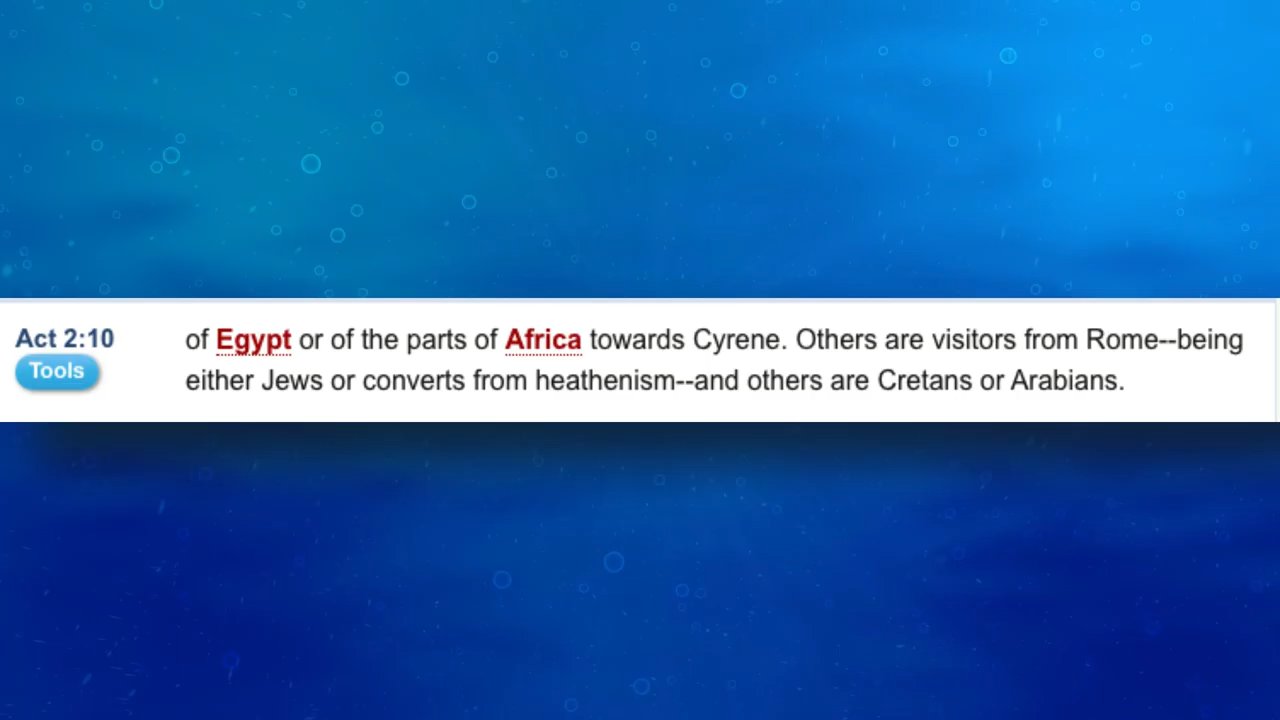 Act 2:10
Tools
of Egypt or of the parts of Africa towards Cyrene. Others are visitors from Rome--being
either Jews or converts from heathenism--and others are Cretans or Arabians.